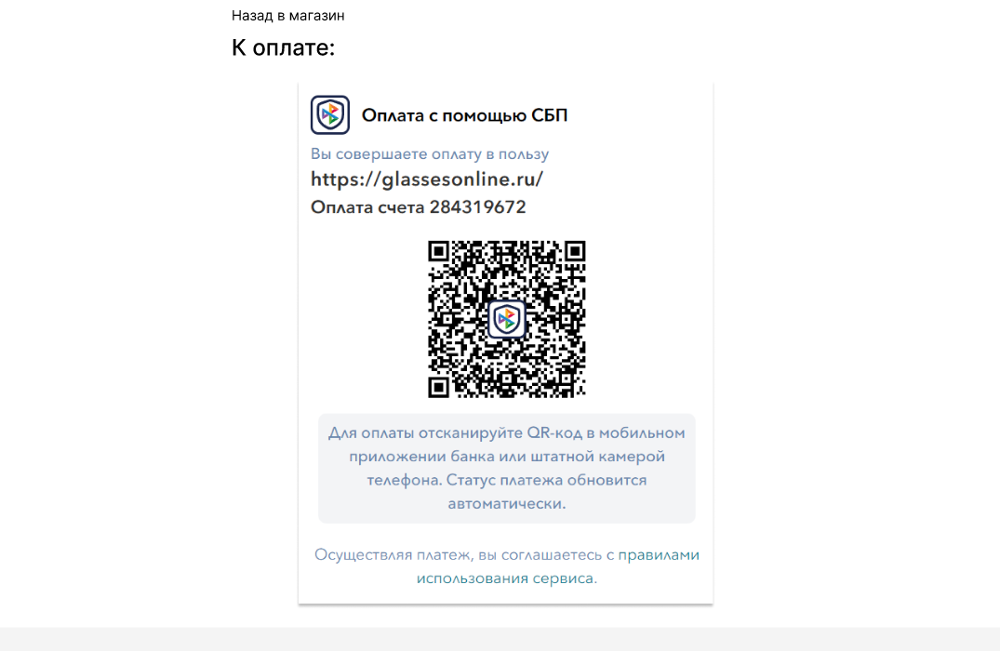 Назад в магазин
К оплате:
Оплата с помощью СБП
Вы совершаете оплату в пользу
https://glassesonline.ru/
Оплата счета 284319672
Для оплаты отсканируйте QR-код в мобильном
приложении банка или штатной камерой
телефона. Статус платежа обновится
автоматически.
Осуществляя платеж, вы соглашаетесь с правилами
использования сервиса.